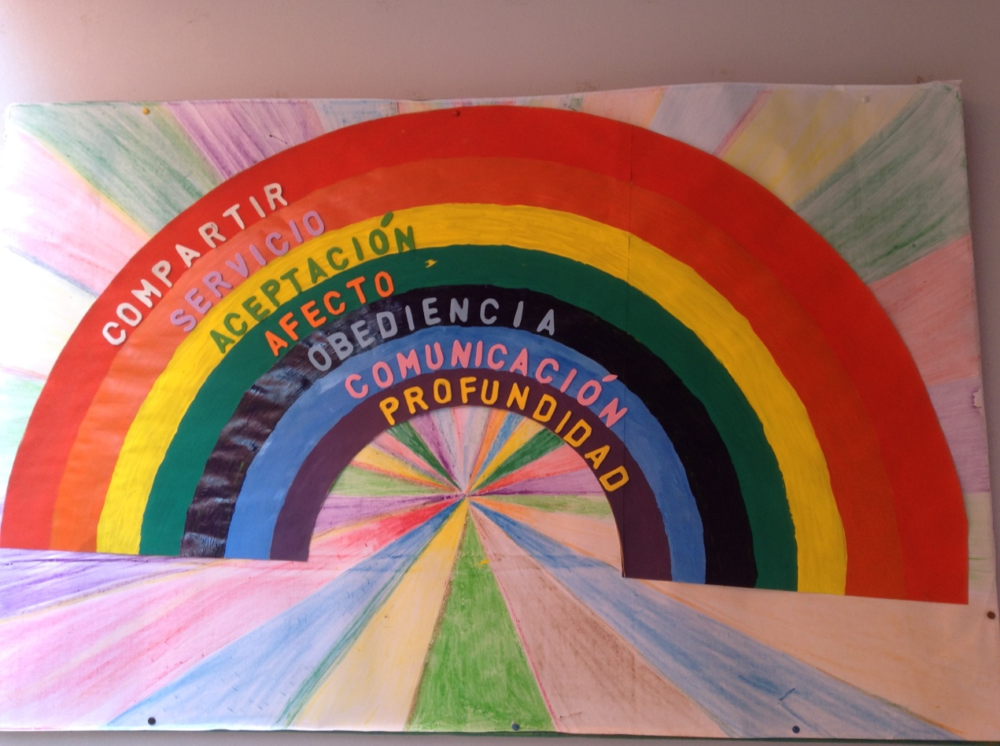 COMPARTIR
SERVICIO
ACEPTACIÓN
AFECTO
OBEDIENCIA
COMUNICACIÓN
PROFUNDIDAD